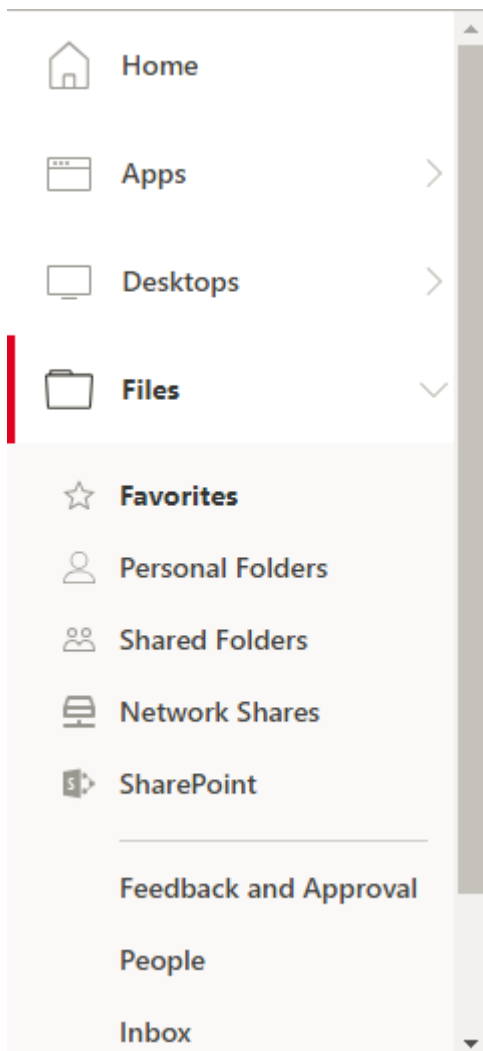 Home
Apps
Desktops
Files
Favorites
Personal Folders
Shared Folders
Network Shares
SharePoint
Feedback and Approval
People
Inbox